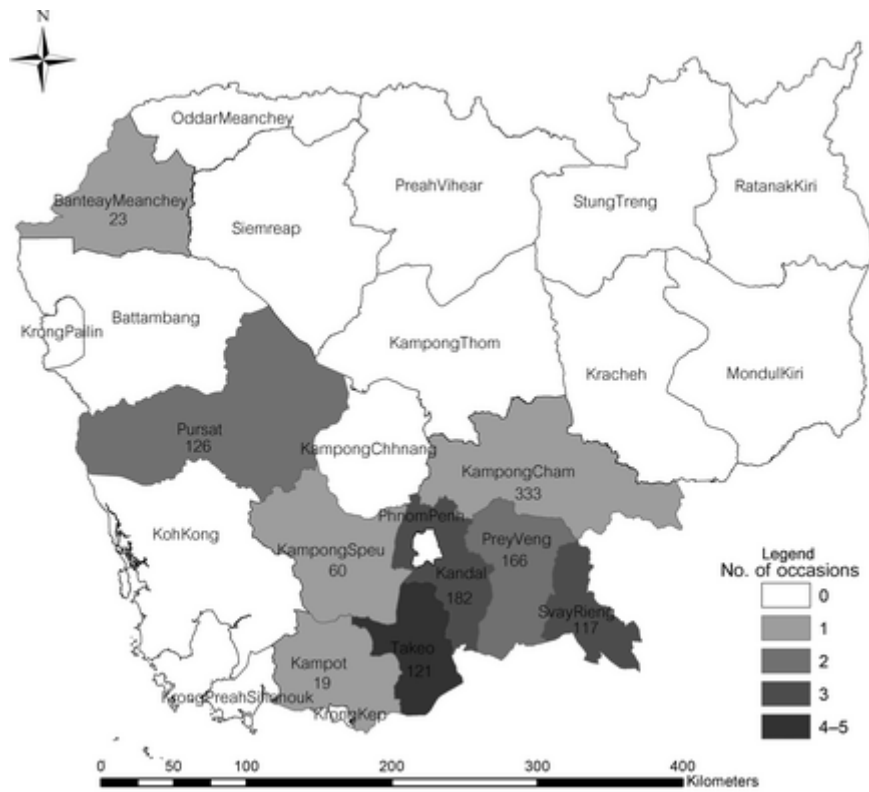 N
OddarMeanchey
BanteayMeanchey
23
PreahVihear
RatanakKiri
StungTreng
Siemreap
Battambang
KrongPailin
KampongThom
Kracheh
MondulKiri
Pursat
126
KampongChhnang
KampongCham
333
PhnomPenh
KohKong
KampongSpeu
60
PreyVeng
166
Kandal
182
SvayRieng
117
Takeo
121
Kampot
19
KrongPreahSihanouk
KrongKep
Legend
No. of occasions
0
1
2
3
4–5
0 50 100 200 300 400
Kilometers